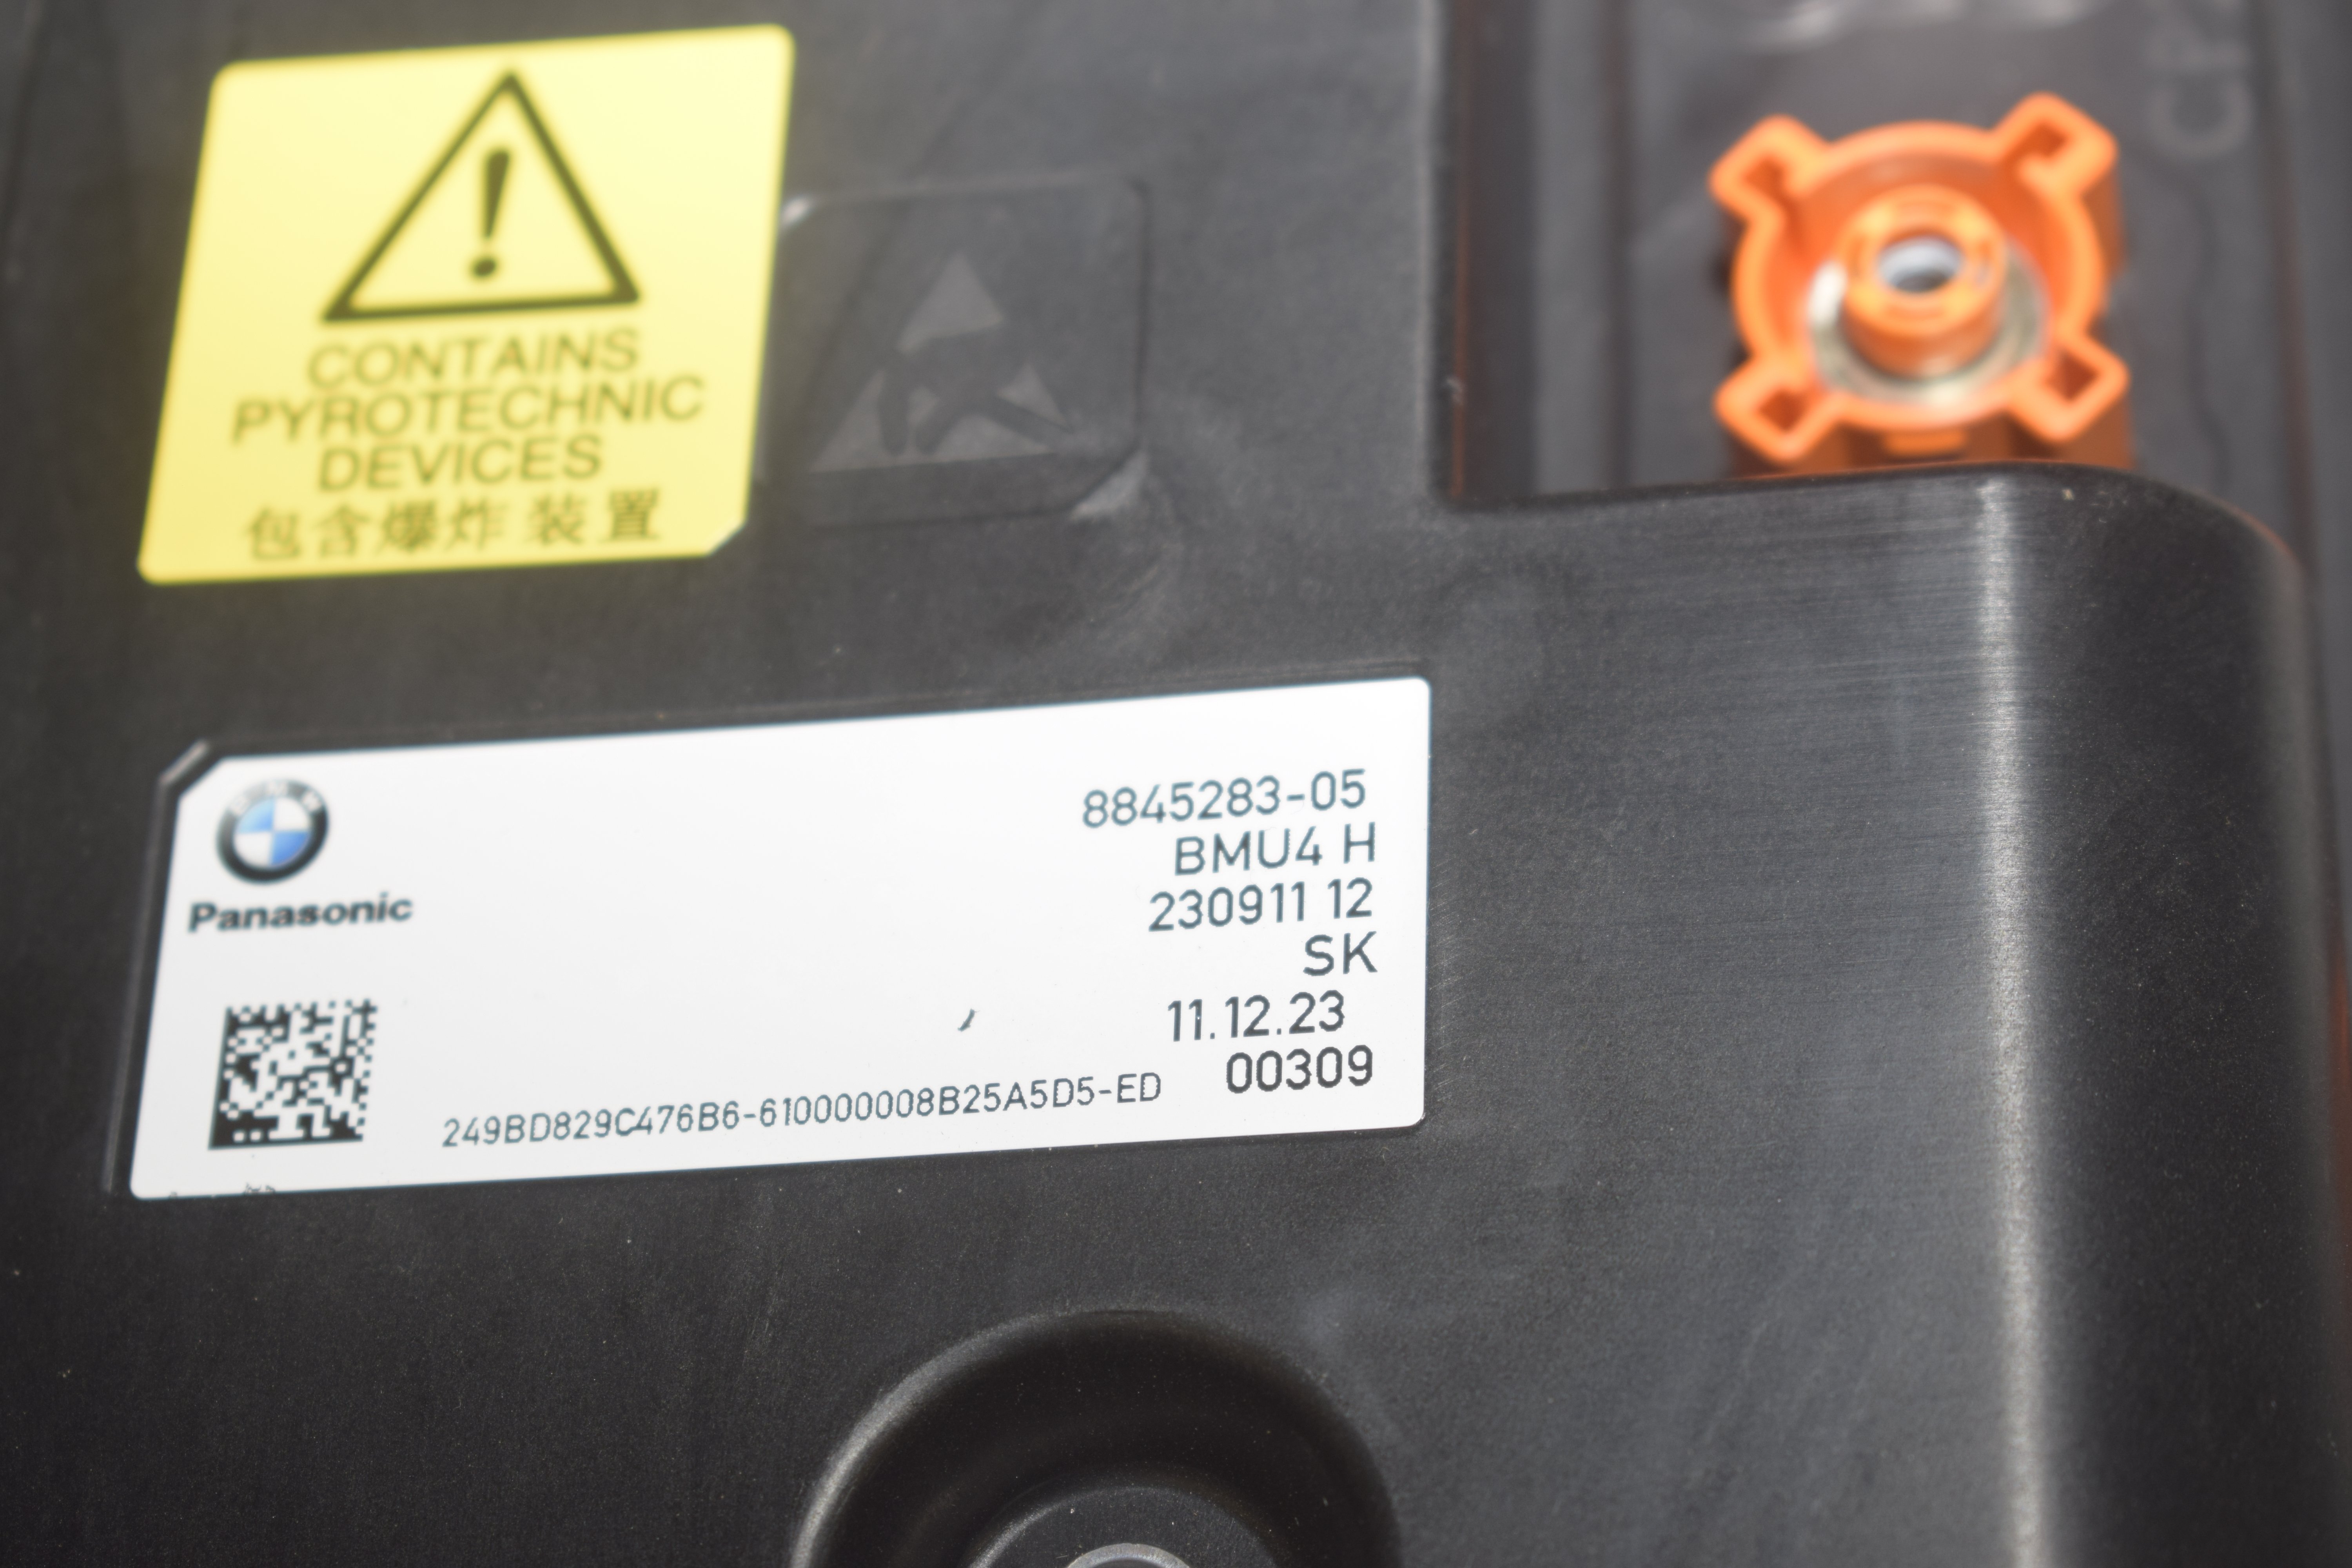 CONTAINS
PYROTECHNIC
DEVICES
包含爆炸装置
BMW
Panasonic
8845283-05
BMU4 H
230911 12
SK
11.12.23
00309
249BD829C476B6-610000008B25A5D5-ED